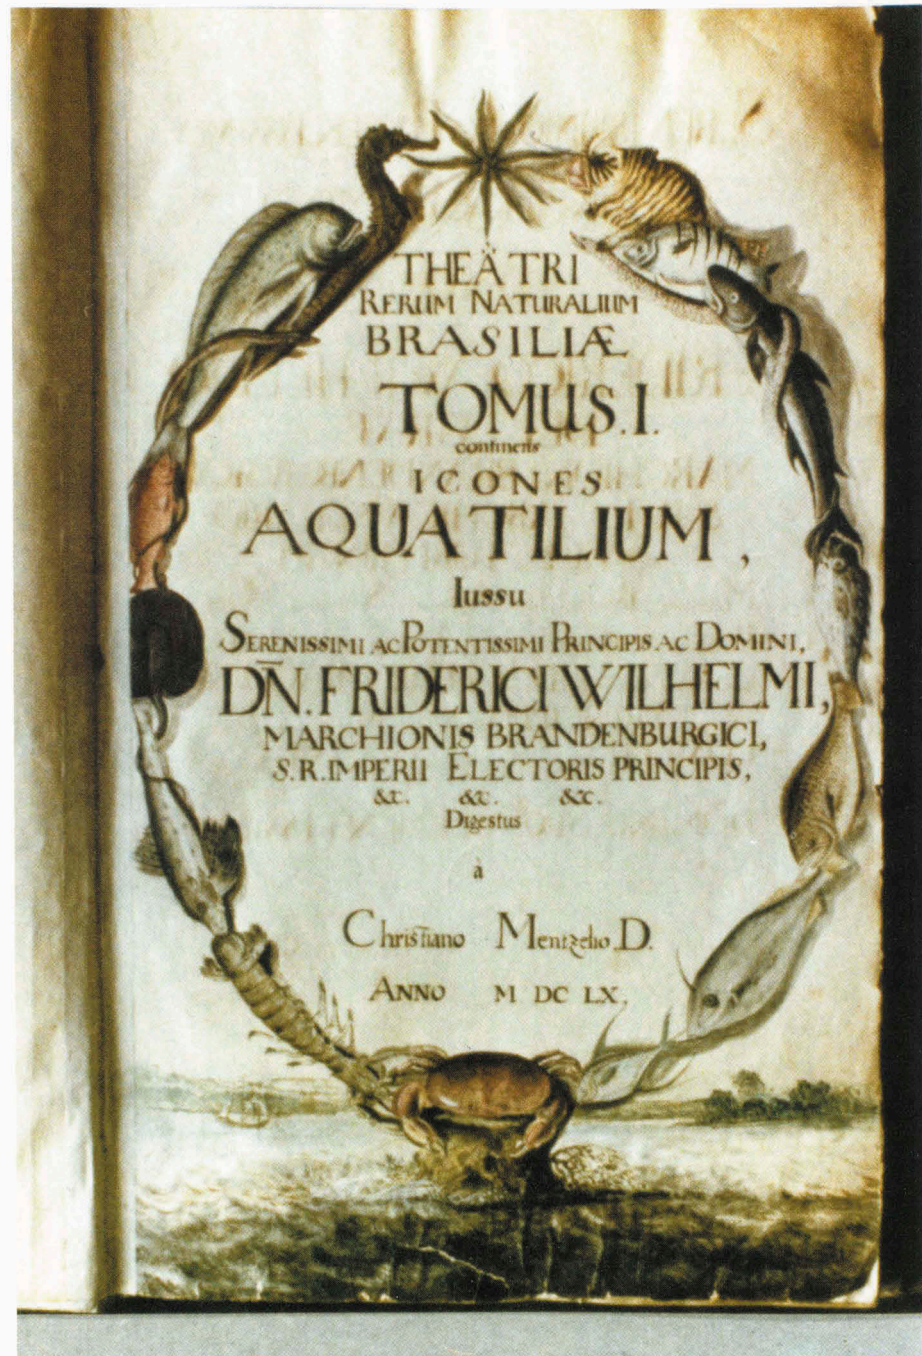 THEÄTRI
RERUM NATURALIUM
BRASILIÆ
TOMUS.I.
continens
ICONES
AQUATILIUM,
Iussu
SERENISSIMI AC POTENTISSIMI PRINCIPIS AC DOMINI,
DN̄. FRIDERICI WILHELMI,
MARCHIONIS BRANDENBURGICI,
S.R.IMPERII ELECTORIS PRINCIPIS,
&c. &c. &c.
Digestus
à
Christiano Mentzelio D.
ANNO M DC LX.